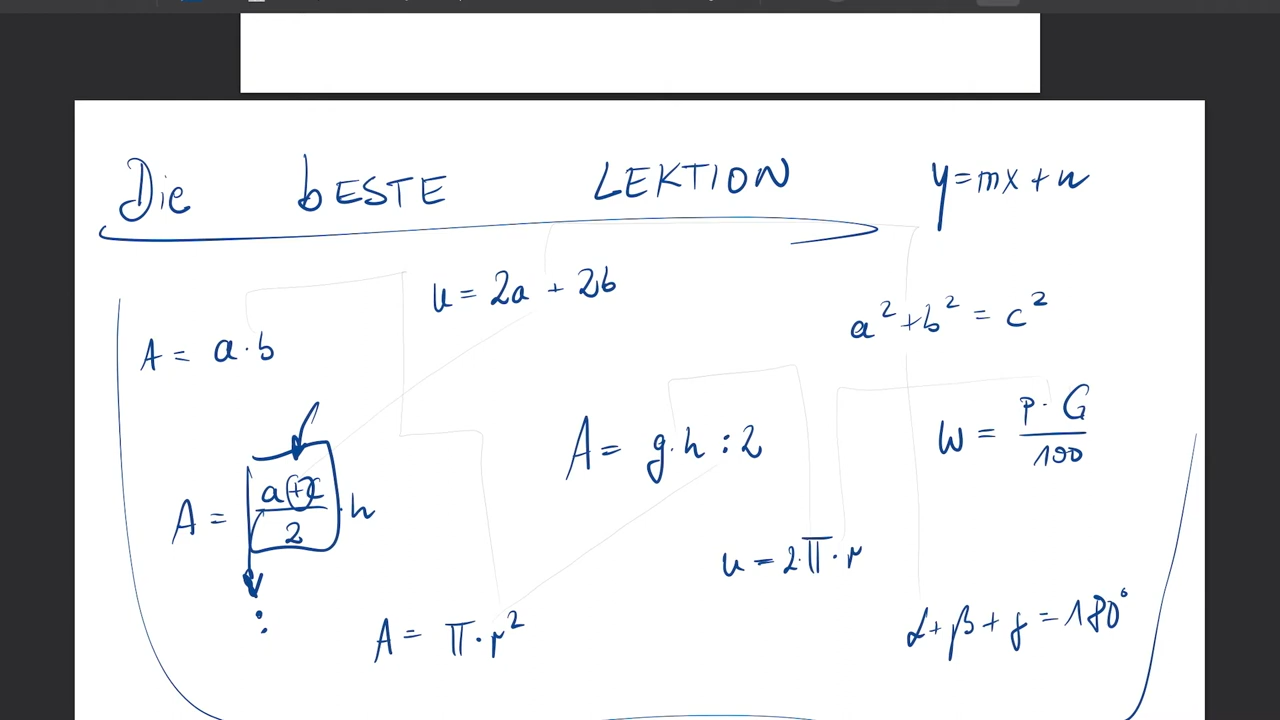 Die bESTE LEKTION
y = mx + n
u = 2a + 2b
a² + b² = c²
A = a · b
W = p · G / 100
A = g · h : 2
A = (a + c) / 2 · h
:
u = 2 · π · r
A = π · r²
α + β + γ = 180°